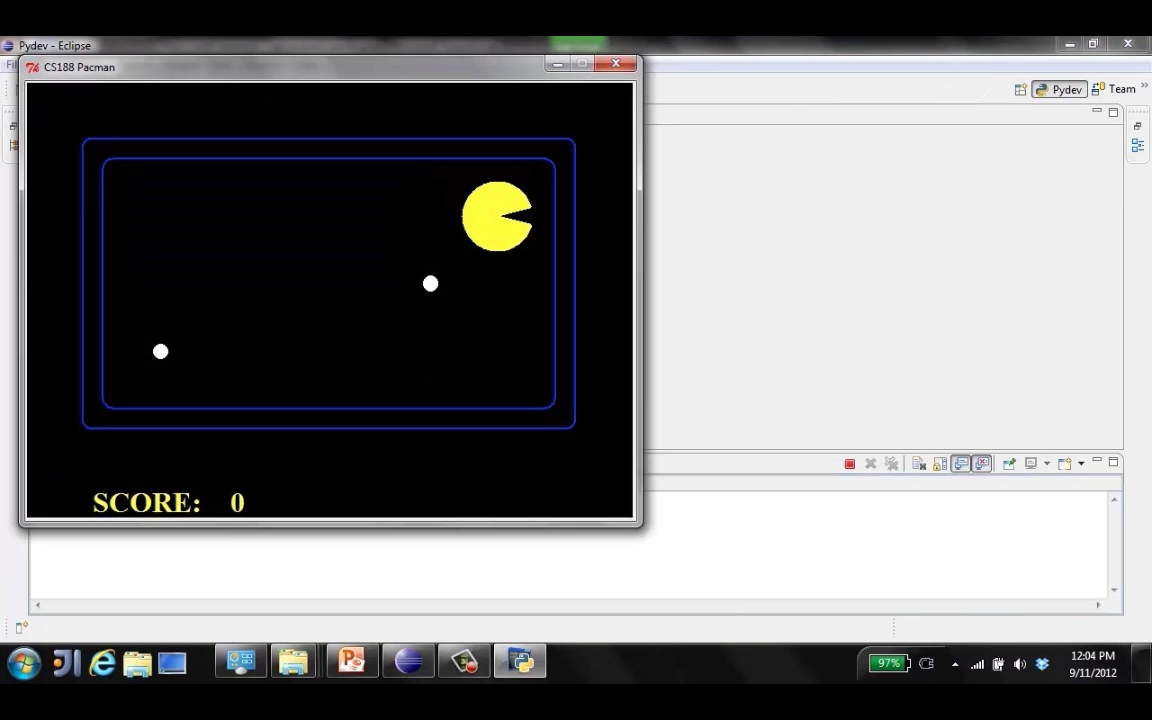 Pydev - Eclipse
CS188 Pacman
Pydev
Team
SCORE: 0
97%
12:04 PM
9/11/2012